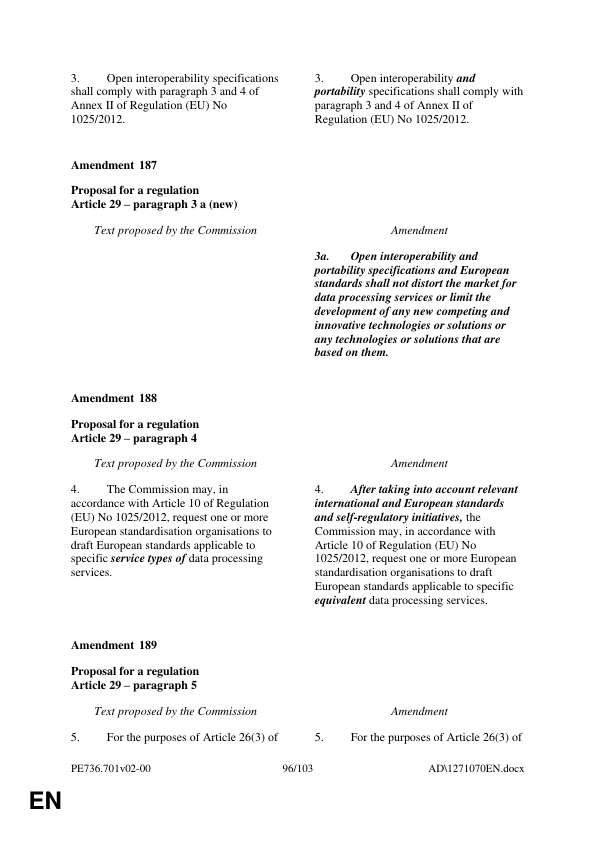 3. Open interoperability specifications
shall comply with paragraph 3 and 4 of
Annex II of Regulation (EU) No
1025/2012.
3. Open interoperability and
portability specifications shall comply with
paragraph 3 and 4 of Annex II of
Regulation (EU) No 1025/2012.
Amendment 187
Proposal for a regulation
Article 29 – paragraph 3 a (new)
Text proposed by the Commission
Amendment
3a. Open interoperability and
portability specifications and European
standards shall not distort the market for
data processing services or limit the
development of any new competing and
innovative technologies or solutions or
any technologies or solutions that are
based on them.
Amendment 188
Proposal for a regulation
Article 29 – paragraph 4
Text proposed by the Commission
Amendment
4. The Commission may, in
accordance with Article 10 of Regulation
(EU) No 1025/2012, request one or more
European standardisation organisations to
draft European standards applicable to
specific service types of data processing
services.
4. After taking into account relevant
international and European standards
and self-regulatory initiatives, the
Commission may, in accordance with
Article 10 of Regulation (EU) No
1025/2012, request one or more European
standardisation organisations to draft
European standards applicable to specific
equivalent data processing services.
Amendment 189
Proposal for a regulation
Article 29 – paragraph 5
Text proposed by the Commission
Amendment
5. For the purposes of Article 26(3) of
5. For the purposes of Article 26(3) of
PE736.701v02-00
96/103
AD\1271070EN.docx
EN